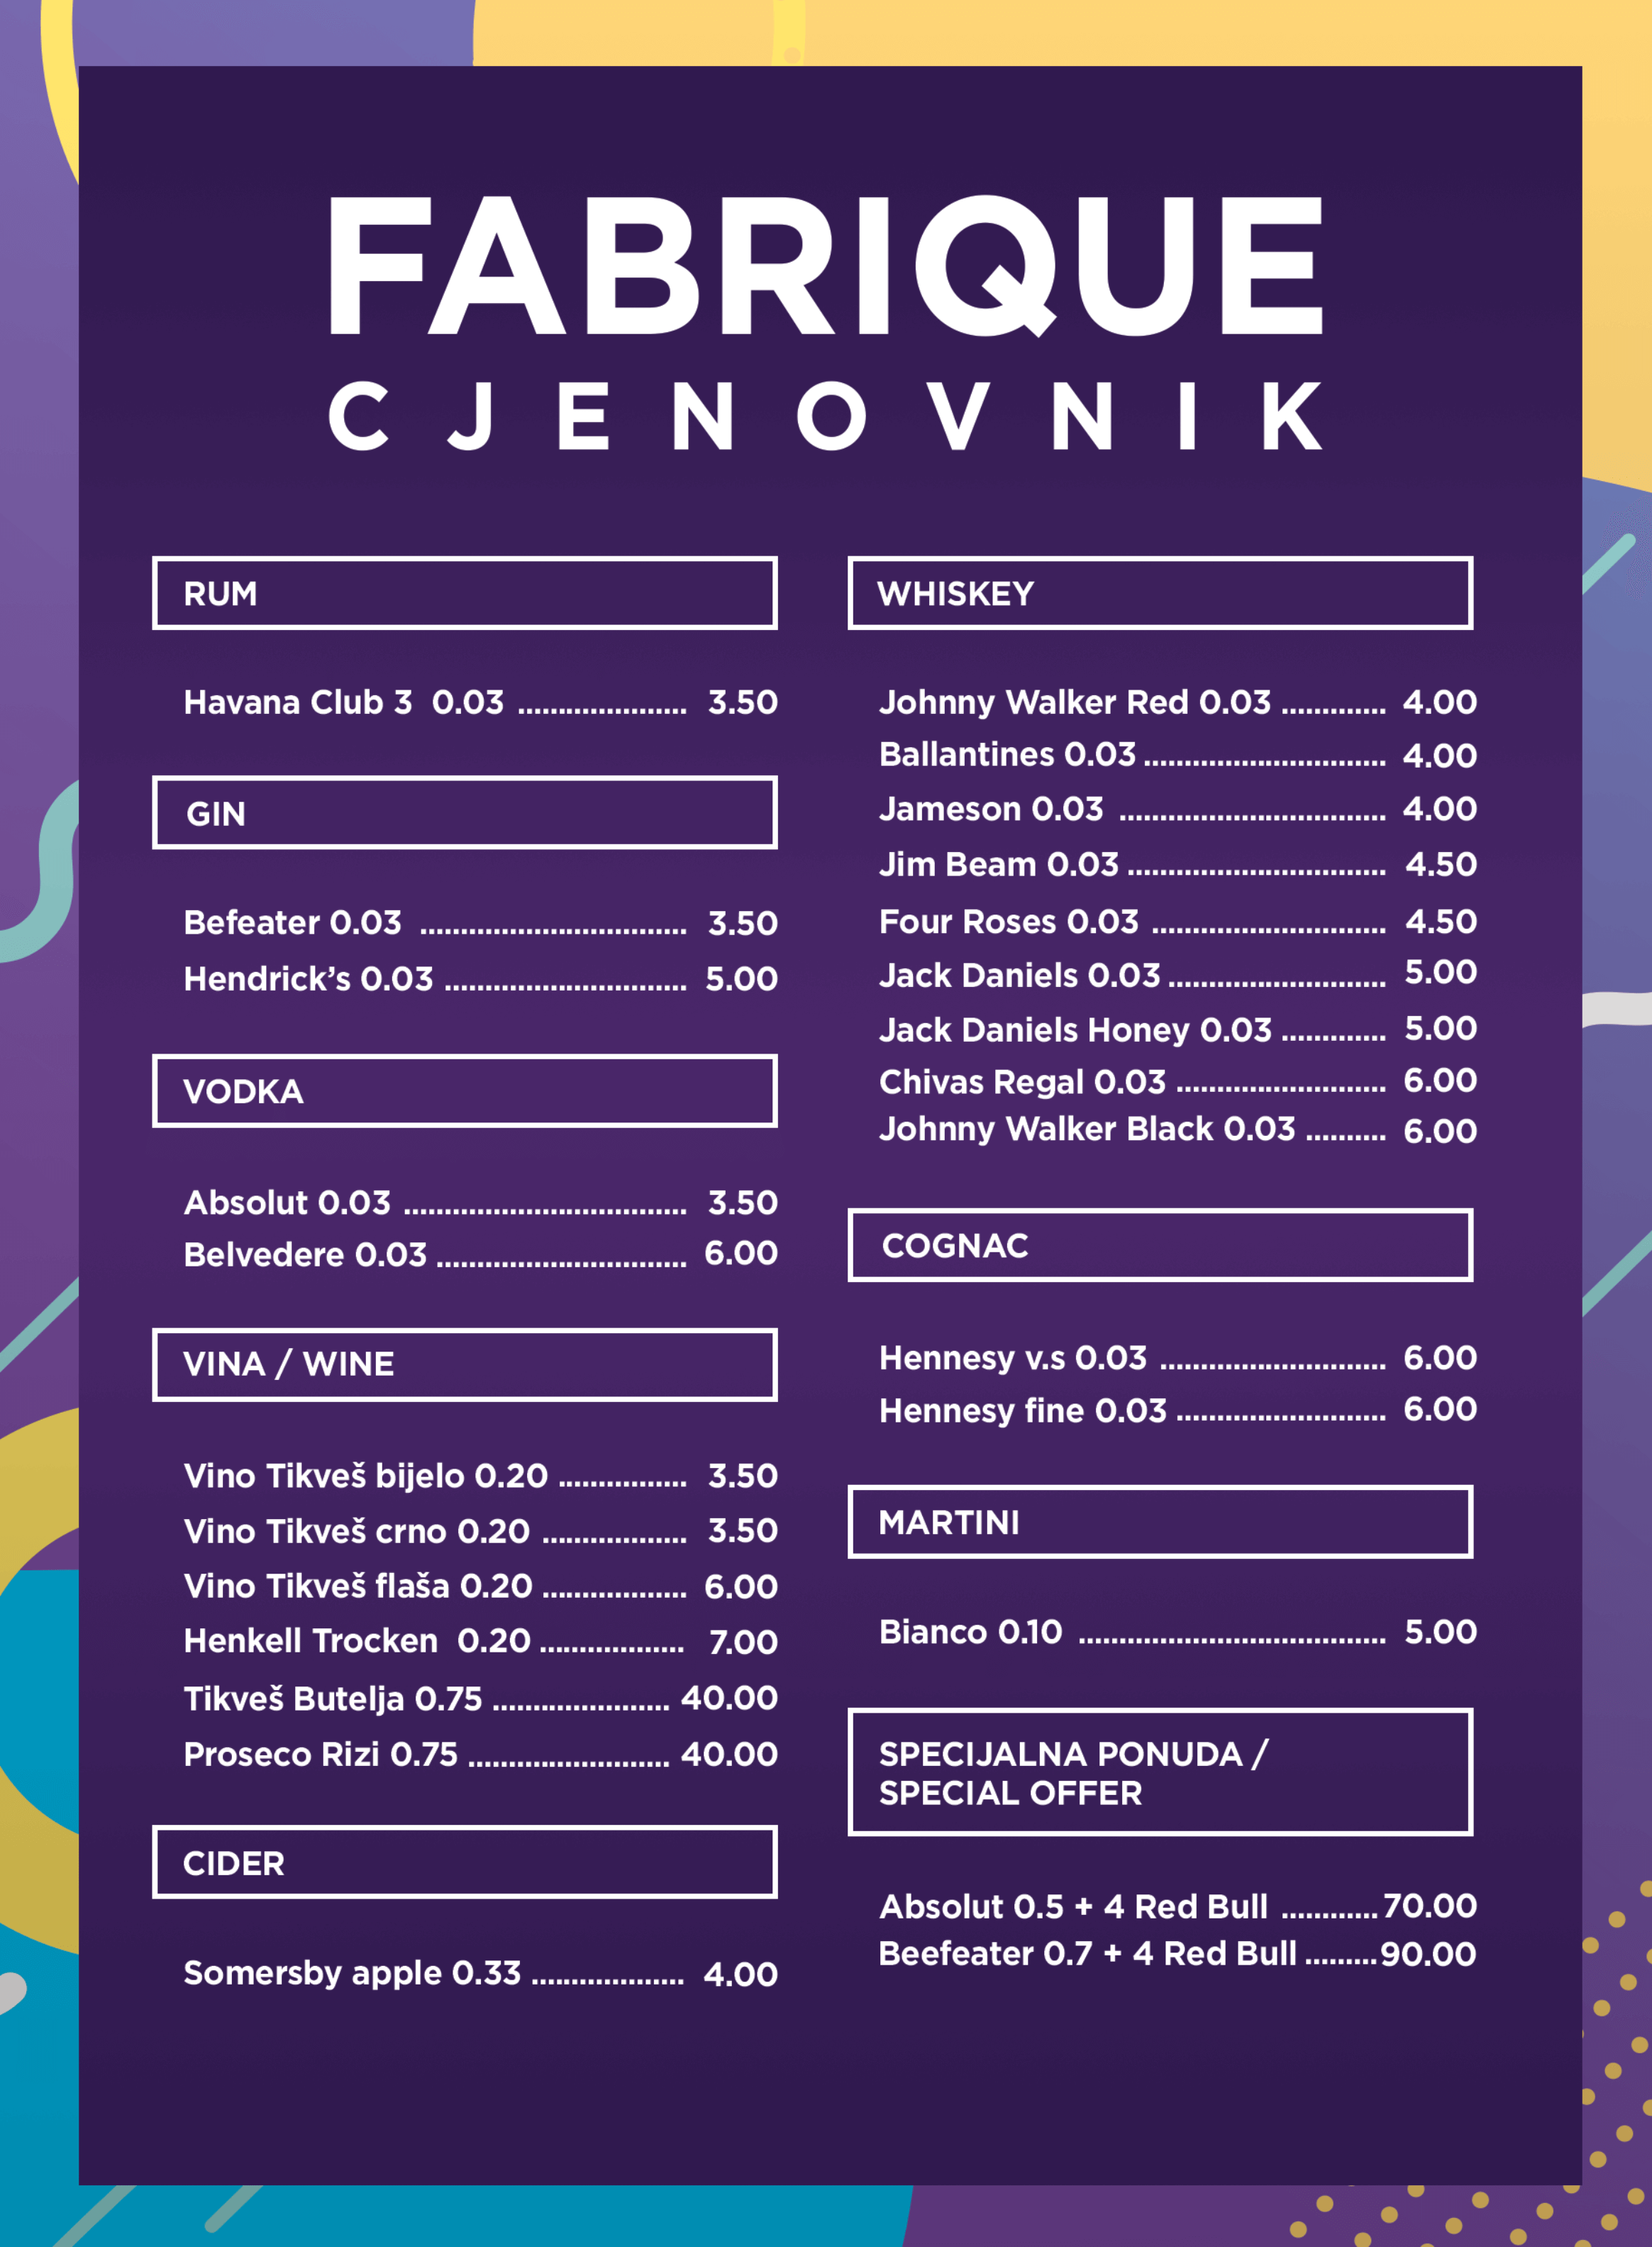 FABRIQUE
CJENOVNIK
RUM
Havana Club 3 0.03 ..................... 3.50
GIN
Befeater 0.03 ................................. 3.50
Hendrick’s 0.03 .............................. 5.00
VODKA
Absolut 0.03 ................................... 3.50
Belvedere 0.03 ............................... 6.00
VINA / WINE
Vino Tikveš bijelo 0.20 ................ 3.50
Vino Tikveš crno 0.20 .................. 3.50
Vino Tikveš flaša 0.20 .................. 6.00
Henkell Trocken 0.20 .................. 7.00
Tikveš Butelja 0.75 ...................... 40.00
Proseco Rizi 0.75 ......................... 40.00
CIDER
Somersby apple 0.33 ................... 4.00
WHISKEY
Johnny Walker Red 0.03 ............. 4.00
Ballantines 0.03 .............................. 4.00
Jameson 0.03 ................................. 4.00
Jim Beam 0.03 ................................ 4.50
Four Roses 0.03 ............................. 4.50
Jack Daniels 0.03 ........................... 5.00
Jack Daniels Honey 0.03 ............. 5.00
Chivas Regal 0.03 .......................... 6.00
Johnny Walker Black 0.03 .......... 6.00
COGNAC
Hennesy v.s 0.03 ............................ 6.00
Hennesy fine 0.03 .......................... 6.00
MARTINI
Bianco 0.10 ...................................... 5.00
SPECIJALNA PONUDA /
SPECIAL OFFER
Absolut 0.5 + 4 Red Bull ............ 70.00
Beefeater 0.7 + 4 Red Bull ......... 90.00